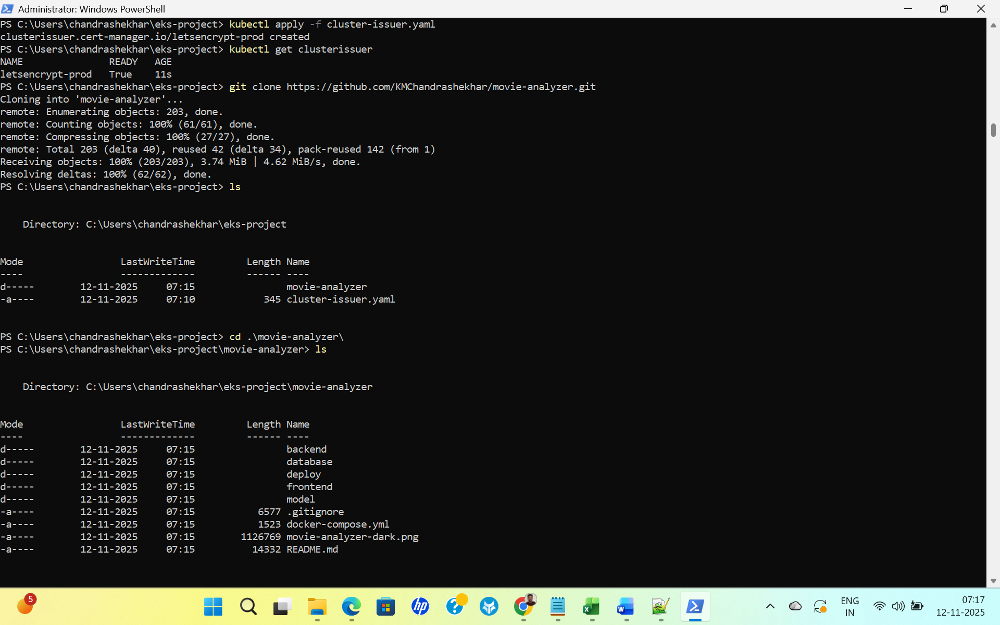 Administrator: Windows PowerShell
PS C:\Users\chandrashekhar\eks-project> kubectl apply -f cluster-issuer.yaml
clusterissuer.cert-manager.io/letsencrypt-prod created
PS C:\Users\chandrashekhar\eks-project> kubectl get clusterissuer
NAME               READY   AGE
letsencrypt-prod   True    11s
PS C:\Users\chandrashekhar\eks-project> git clone https://github.com/KMChandrashekhar/movie-analyzer.git
Cloning into 'movie-analyzer'...
remote: Enumerating objects: 203, done.
remote: Counting objects: 100% (61/61), done.
remote: Compressing objects: 100% (27/27), done.
remote: Total 203 (delta 40), reused 42 (delta 34), pack-reused 142 (from 1)
Receiving objects: 100% (203/203), 3.74 MiB | 4.62 MiB/s, done.
Resolving deltas: 100% (62/62), done.
PS C:\Users\chandrashekhar\eks-project> ls
    Directory: C:\Users\chandrashekhar\eks-project
Mode                 LastWriteTime         Length Name
----                 -------------         ------ ----
d-----        12-11-2025     07:15                movie-analyzer
-a----        12-11-2025     07:10            345 cluster-issuer.yaml
PS C:\Users\chandrashekhar\eks-project> cd .\movie-analyzer\
PS C:\Users\chandrashekhar\eks-project\movie-analyzer> ls
    Directory: C:\Users\chandrashekhar\eks-project\movie-analyzer
Mode                 LastWriteTime         Length Name
----                 -------------         ------ ----
d-----        12-11-2025     07:15                backend
d-----        12-11-2025     07:15                database
d-----        12-11-2025     07:15                deploy
d-----        12-11-2025     07:15                frontend
d-----        12-11-2025     07:15                model
-a----        12-11-2025     07:15           6577 .gitignore
-a----        12-11-2025     07:15           1523 docker-compose.yml
-a----        12-11-2025     07:15        1126769 movie-analyzer-dark.png
-a----        12-11-2025     07:15          14332 README.md
5
hp
ENG
IN
07:17
12-11-2025